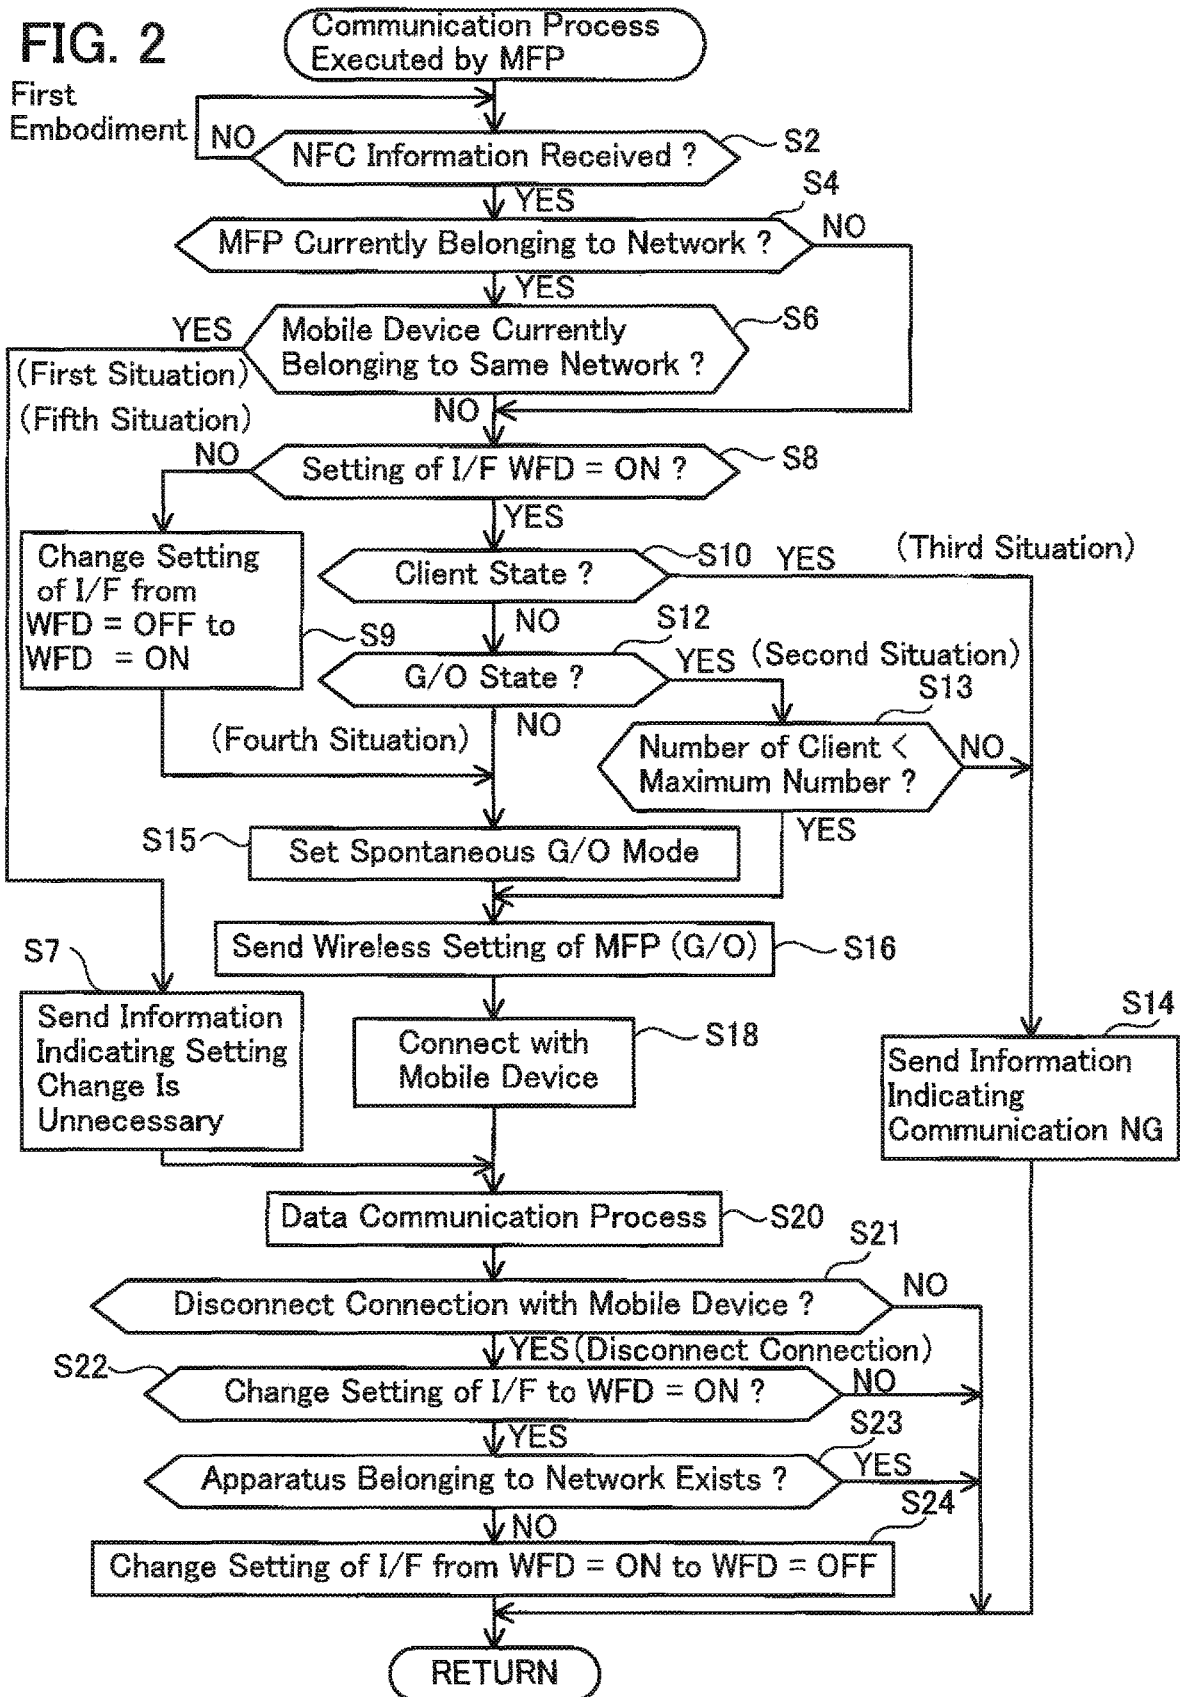 FIG. 2
First
Embodiment
Communication Process
Executed by MFP
NO
NFC Information Received ?
S2
YES
S4
MFP Currently Belonging to Network ?
NO
YES
YES
Mobile Device Currently
Belonging to Same Network ?
S6
(First Situation)
(Fifth Situation)
NO
NO
Setting of I/F WFD = ON ?
S8
YES
Change Setting
of I/F from
WFD = OFF to
WFD = ON
S9
Client State ?
S10
YES
(Third Situation)
NO
S12
G/O State ?
YES
(Second Situation)
S13
NO
(Fourth Situation)
Number of Client <
Maximum Number ?
NO
YES
S15
Set Spontaneous G/O Mode
Send Wireless Setting of MFP (G/O)
S16
S7
Send Information
Indicating Setting
Change Is
Unnecessary
Connect with
Mobile Device
S18
S14
Send Information
Indicating
Communication NG
Data Communication Process
S20
S21
Disconnect Connection with Mobile Device ?
NO
YES (Disconnect Connection)
S22
Change Setting of I/F to WFD = ON ?
NO
YES
S23
Apparatus Belonging to Network Exists ?
YES
NO
S24
Change Setting of I/F from WFD = ON to WFD = OFF
RETURN